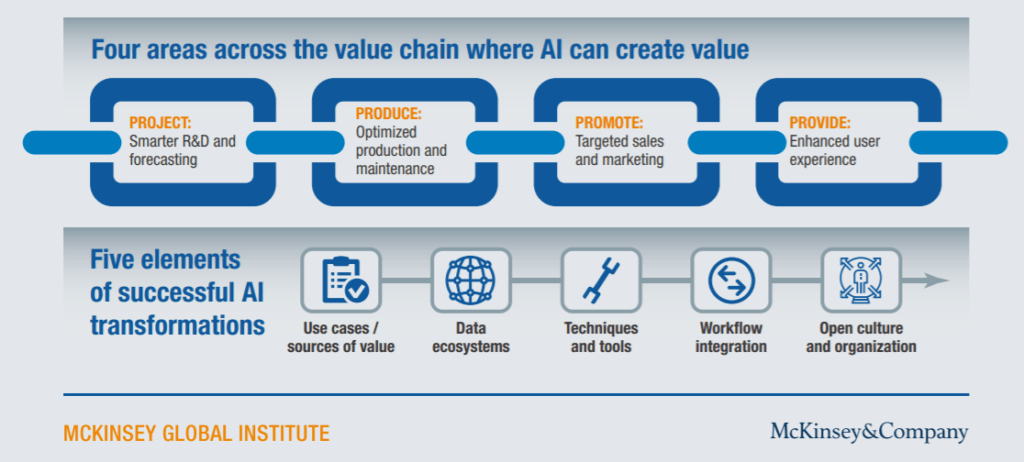 Four areas across the value chain where AI can create value
PROJECT:
Smarter R&D and
forecasting
PRODUCE:
Optimized
production and
maintenance
PROMOTE:
Targeted sales
and marketing
PROVIDE:
Enhanced user
experience
Five elements
of successful AI
transformations
Use cases /
sources of value
Data
ecosystems
Techniques
and tools
Workflow
integration
Open culture
and organization
MCKINSEY GLOBAL INSTITUTE
McKinsey&Company